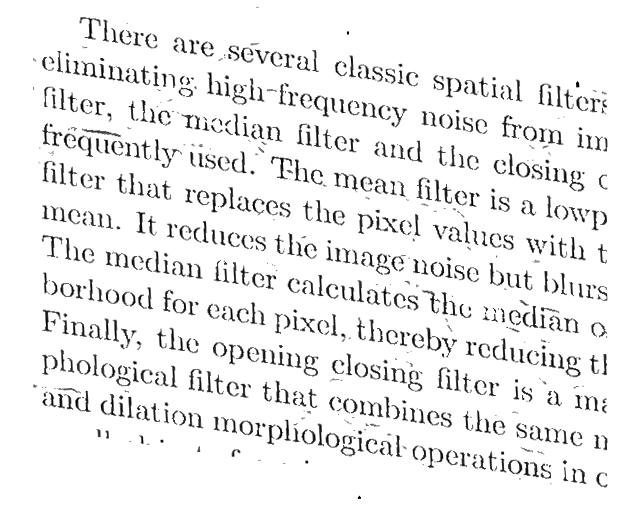 There are several classic spatial filters
eliminating high-frequency noise from im
filter, the median filter and the closing c
frequently used. The mean filter is a lowp
filter that replaces the pixel values with t
mean. It reduces the image noise but blurs
The median filter calculates the median o
borhood for each pixel, thereby reducing th
Finally, the opening closing filter is a ma
phological filter that combines the same n
and dilation morphological operations in c